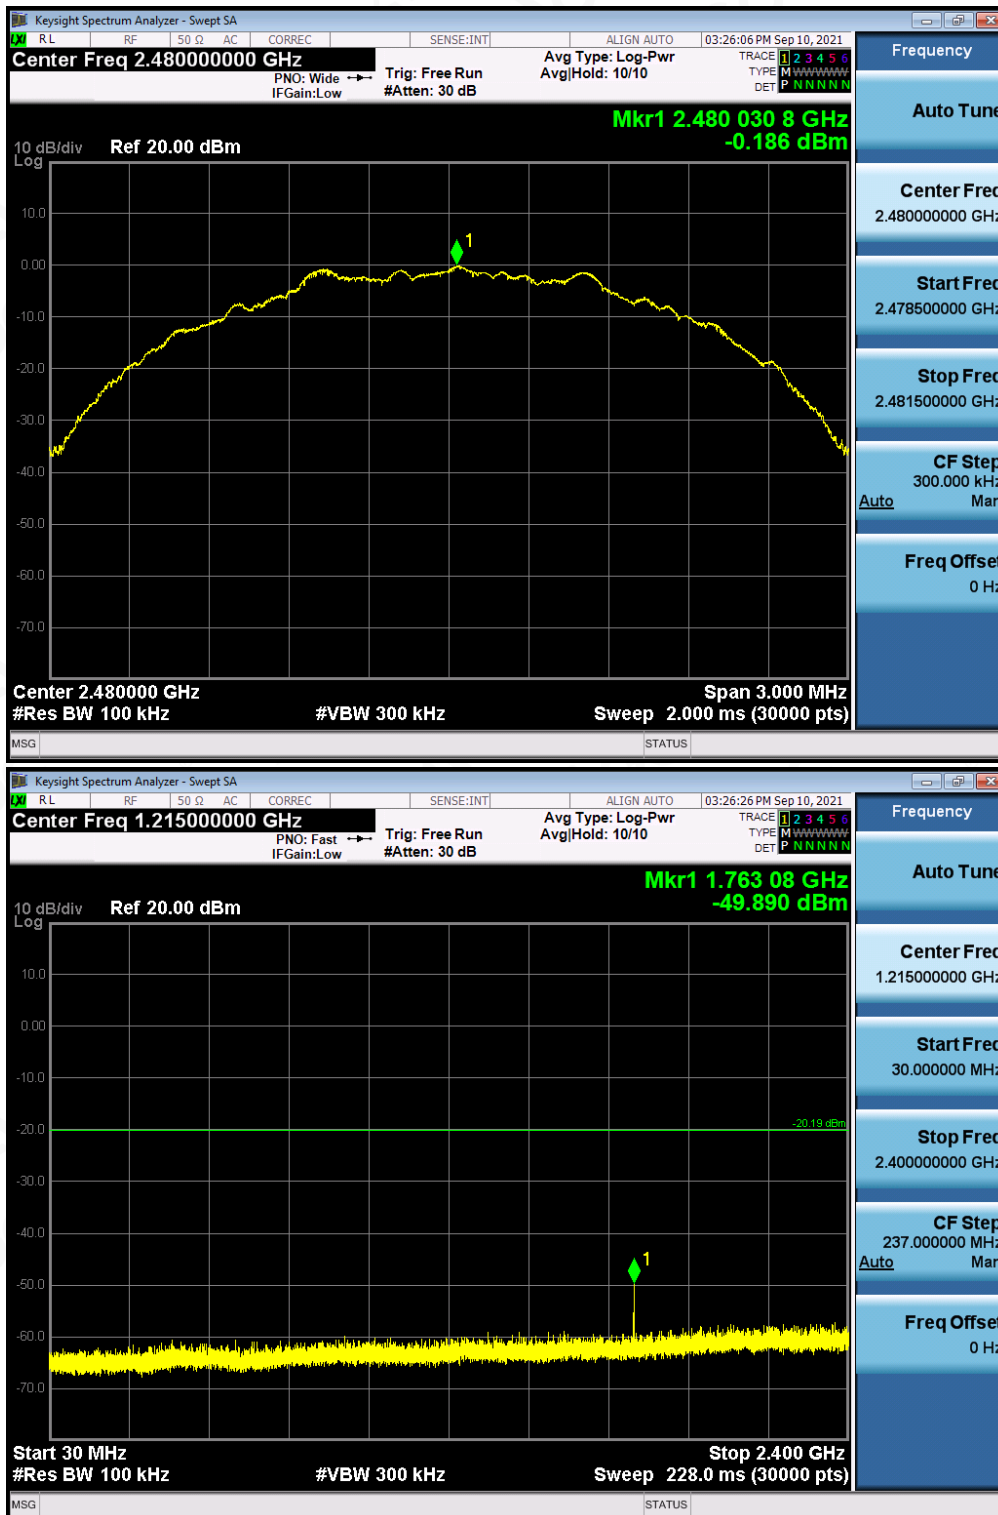 Keysight Spectrum Analyzer - Swept SA
LXI RL RF 50 Ω AC CORREC SENSE:INT ALIGN AUTO 03:26:06 PM Sep 10, 2021
Center Freq 2.480000000 GHz
PNO: Wide
IFGain:Low
Trig: Free Run
#Atten: 30 dB
Avg Type: Log-Pwr
Avg|Hold: 10/10
TRACE 1 2 3 4 5 6
TYPE M WWWWW
DET P N N N N N
Mkr1 2.480 030 8 GHz
-0.186 dBm
10 dB/div Ref 20.00 dBm
Log
10.0
0.00
-10.0
-20.0
-30.0
-40.0
-50.0
-60.0
-70.0
1
Center 2.480000 GHz Span 3.000 MHz
#Res BW 100 kHz #VBW 300 kHz Sweep 2.000 ms (30000 pts)
MSG STATUS
Frequency
Auto Tune
Center Freq
2.480000000 GHz
Start Freq
2.478500000 GHz
Stop Freq
2.481500000 GHz
CF Step
300.000 kHz
Auto Man
Freq Offset
0 Hz
Keysight Spectrum Analyzer - Swept SA
LXI RL RF 50 Ω AC CORREC SENSE:INT ALIGN AUTO 03:26:26 PM Sep 10, 2021
Center Freq 1.215000000 GHz
PNO: Fast
IFGain:Low
Trig: Free Run
#Atten: 30 dB
Avg Type: Log-Pwr
Avg|Hold: 10/10
TRACE 1 2 3 4 5 6
TYPE M WWWWW
DET P N N N N N
Mkr1 1.763 08 GHz
-49.890 dBm
10 dB/div Ref 20.00 dBm
Log
10.0
0.00
-10.0
-20.0
-30.0
-40.0
-50.0
-60.0
-70.0
-20.19 dBm
1
Start 30 MHz Stop 2.400 GHz
#Res BW 100 kHz #VBW 300 kHz Sweep 228.0 ms (30000 pts)
MSG STATUS
Frequency
Auto Tune
Center Freq
1.215000000 GHz
Start Freq
30.000000 MHz
Stop Freq
2.400000000 GHz
CF Step
237.000000 MHz
Auto Man
Freq Offset
0 Hz